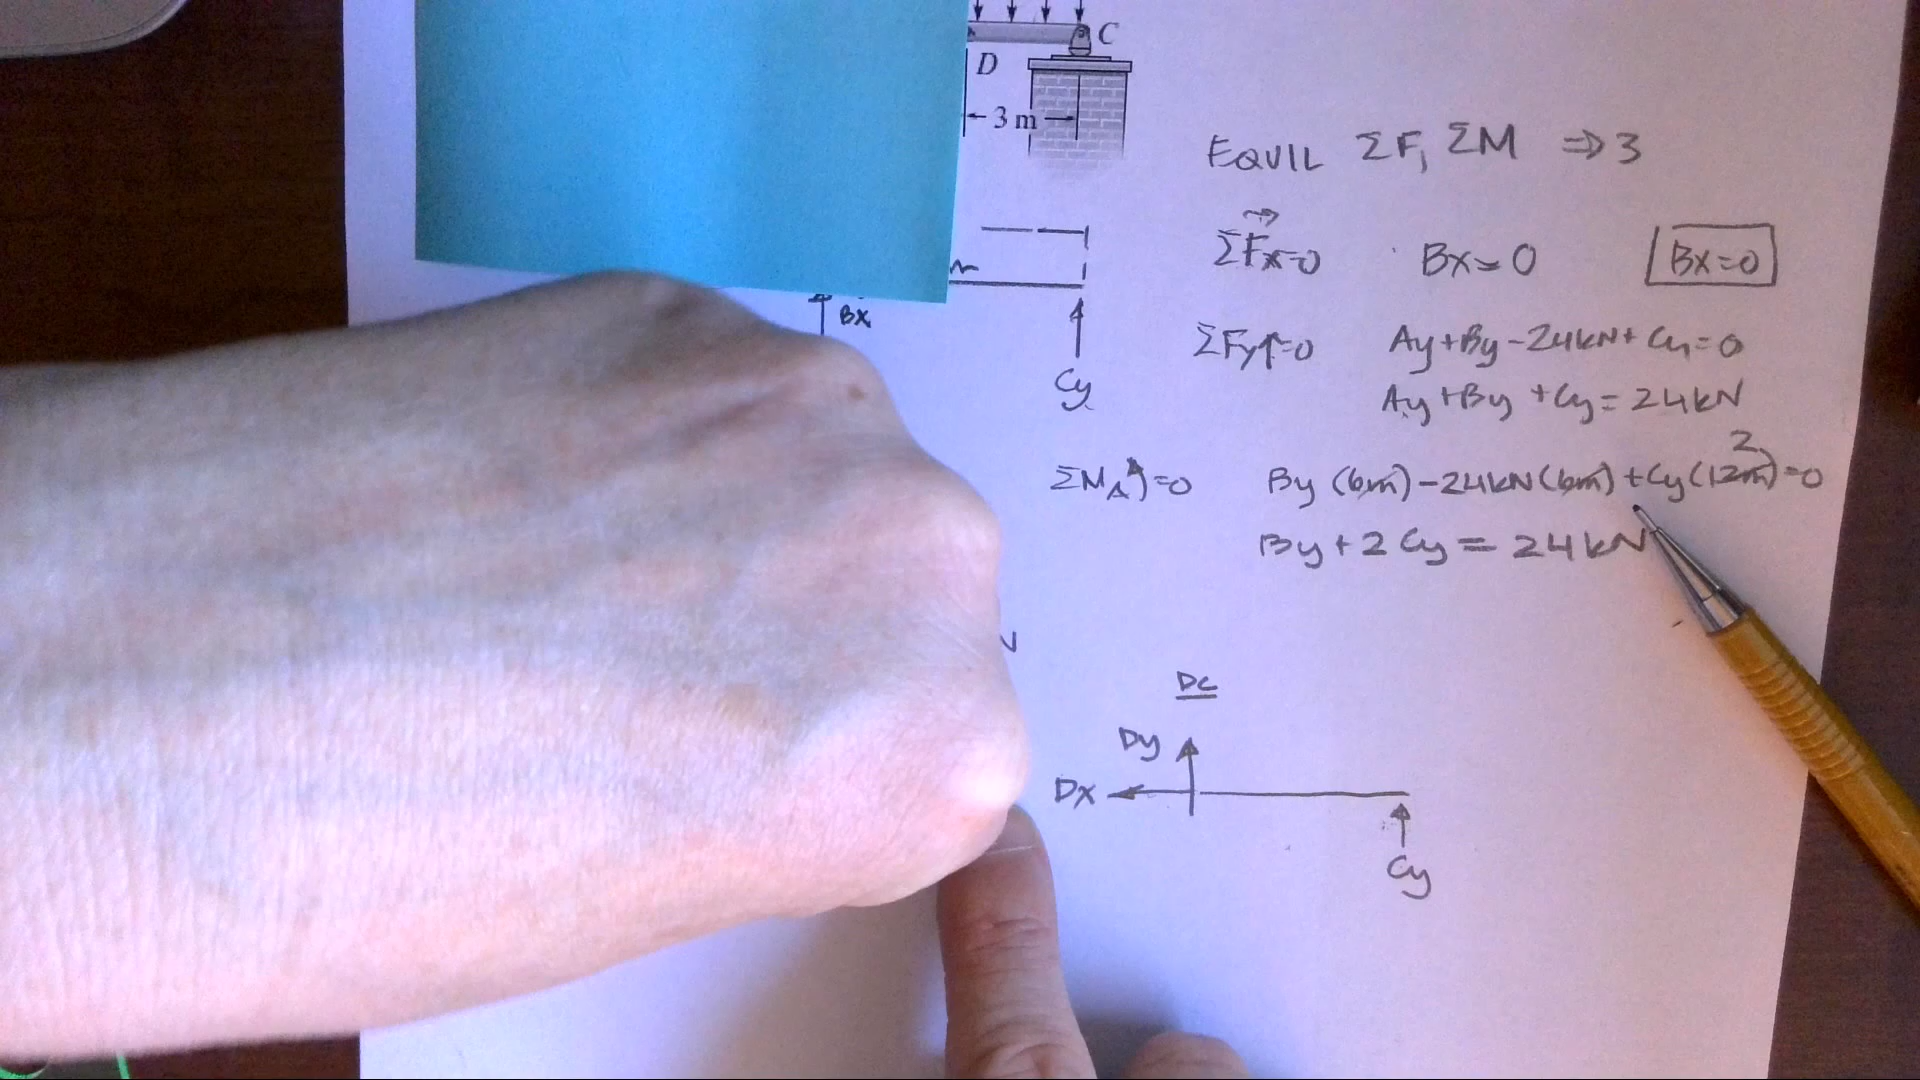 C
D
3 m
EQUIL ΣF, ΣM ⇒ 3
ΣFx=0 Bx=0 Bx=0
Bx
ΣFy↑=0 Ay+By-24kN+Cy=0
Cy
Ay+By+Cy=24kN
2
ΣMA=0 By(6m)-24kN(6m)+Cy(12m)=0
By+2Cy=24kN
DC
Dy
Dx
Cy